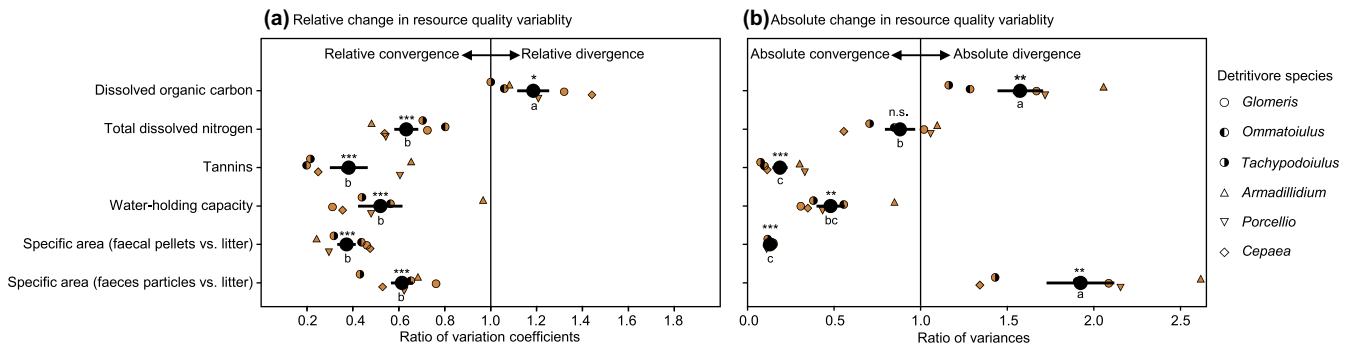 (a) Relative change in resource quality variablity
(b) Absolute change in resource quality variablity
Relative convergence Relative divergence
Absolute convergence Absolute divergence
Detritivore species
Glomeris
Ommatoiulus
Tachypodoiulus
Armadillidium
Porcellio
Cepaea
Dissolved organic carbon
*
a
**
a
Total dissolved nitrogen
***
b
n.s.
b
Tannins
***
b
***
c
Water-holding capacity
***
b
**
bc
Specific area (faecal pellets vs. litter)
***
b
***
c
Specific area (faeces particles vs. litter)
***
b
**
a
0.2 0.4 0.6 0.8 1.0 1.2 1.4 1.6 1.8
0.0 0.5 1.0 1.5 2.0 2.5
Ratio of variation coefficients
Ratio of variances